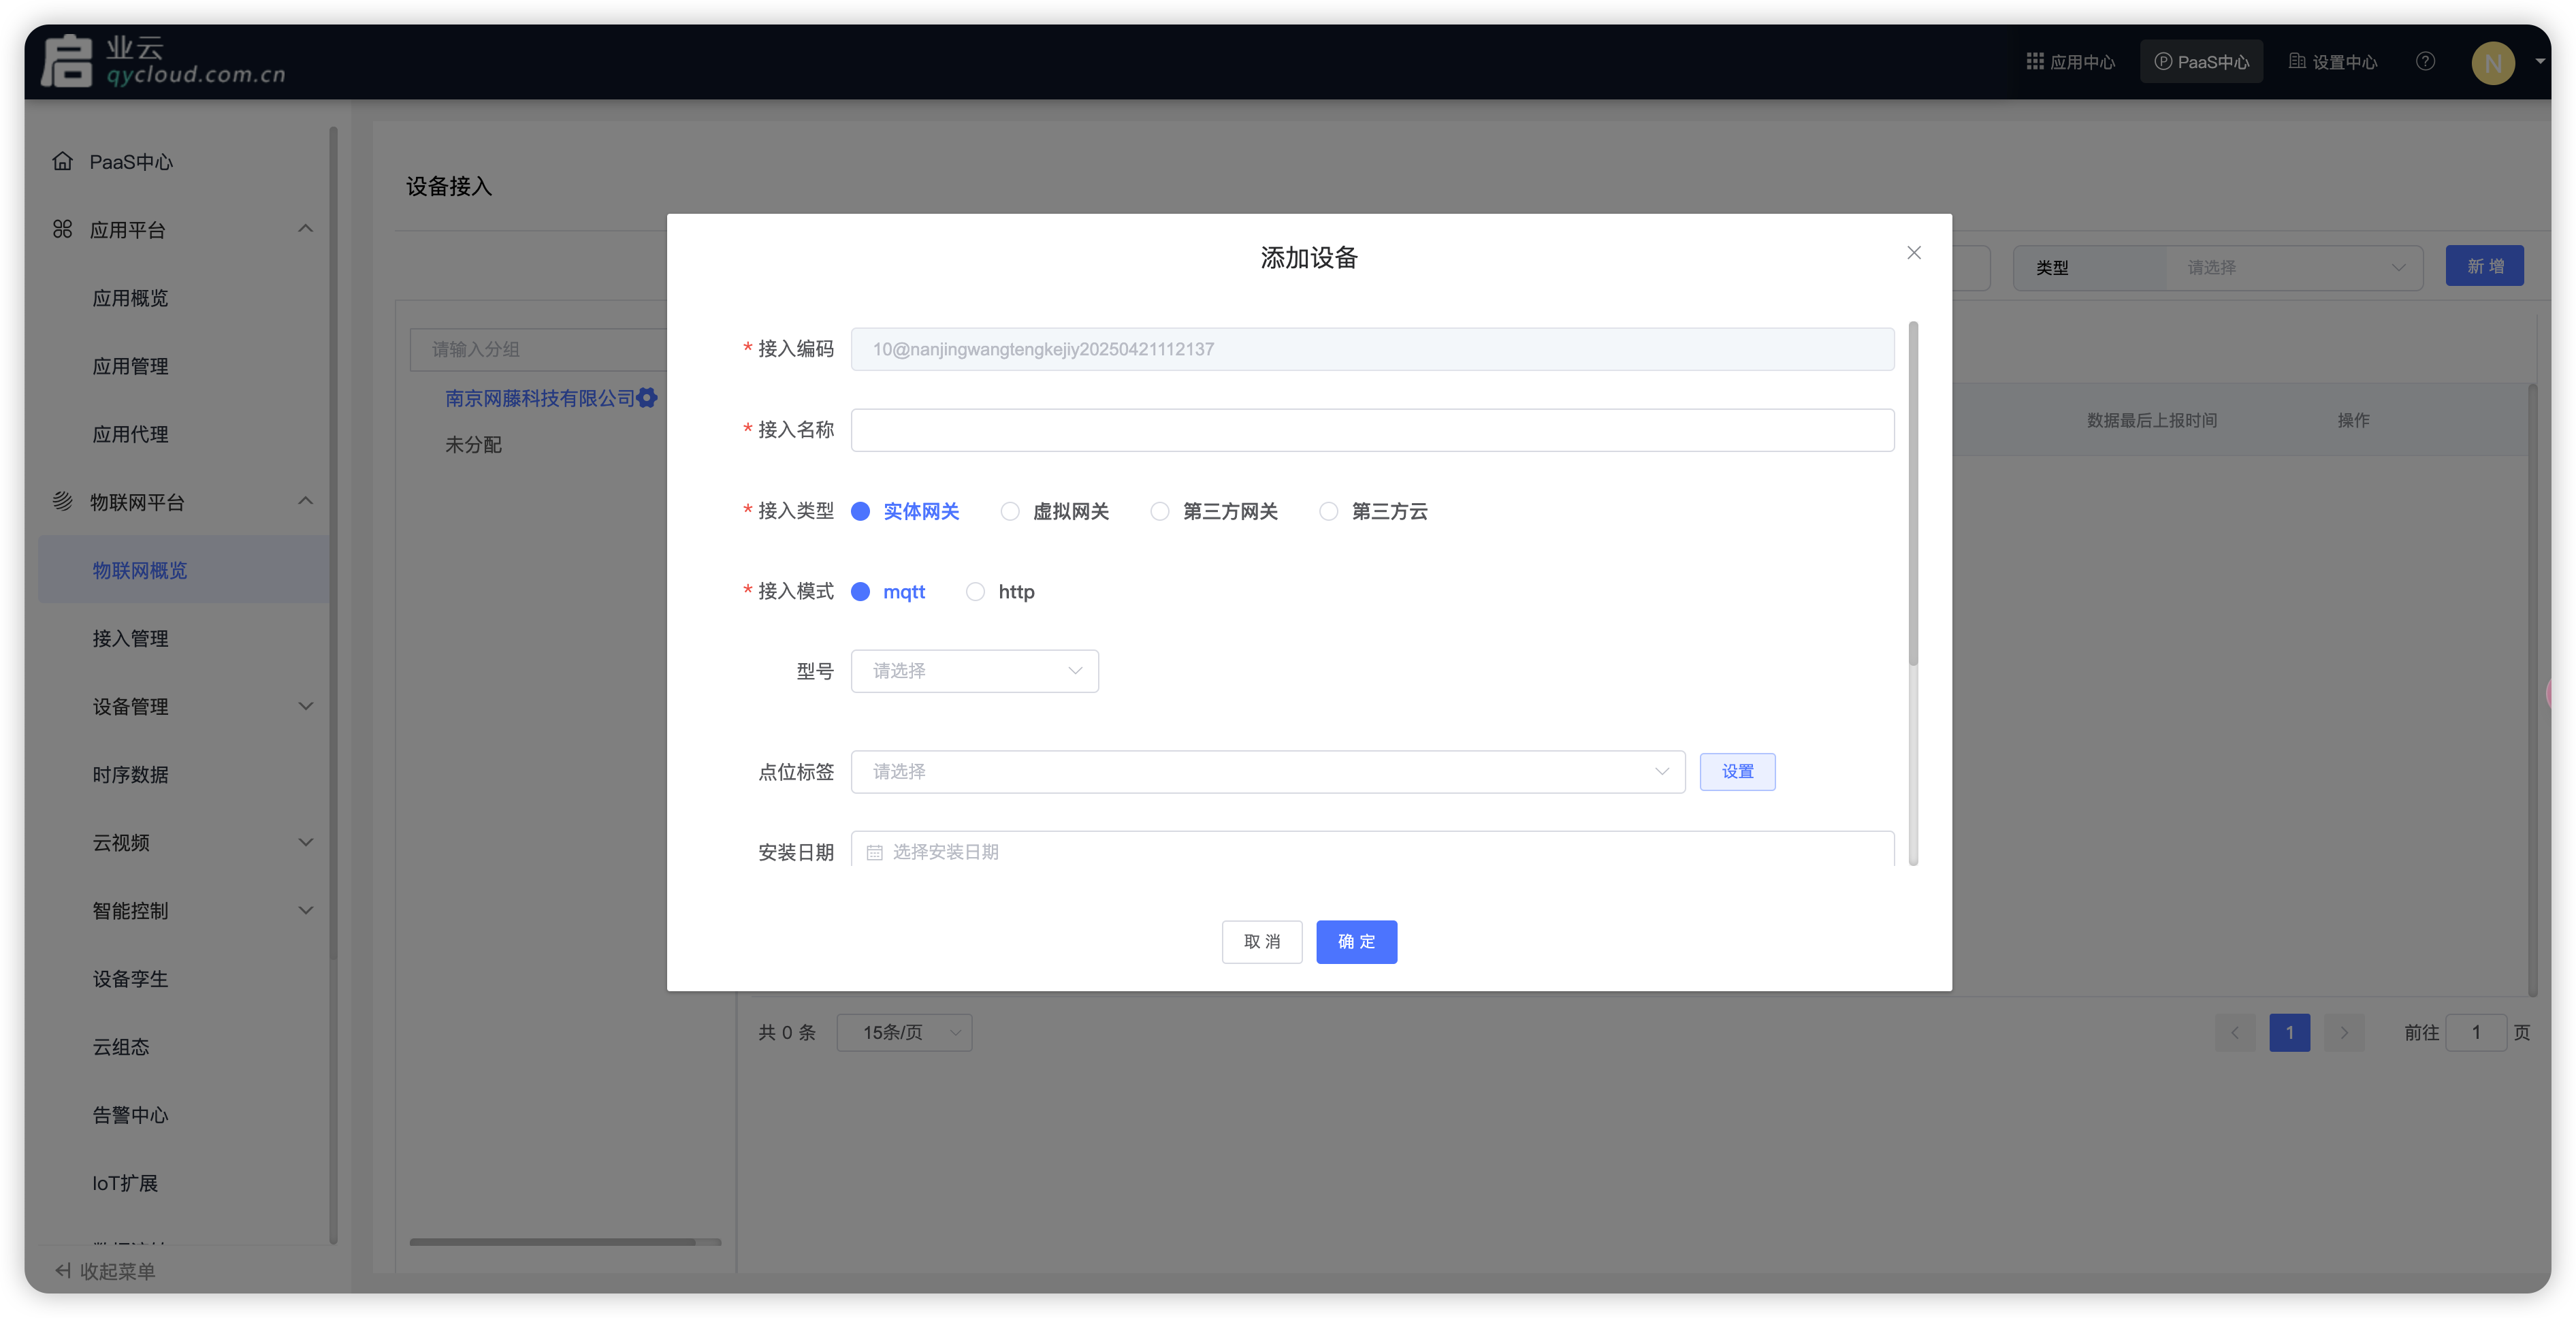 启 业云
qycloud.com.cn
应用中心
PaaS中心
设置中心
N
PaaS中心
应用平台
应用概览
应用管理
应用代理
物联网平台
物联网概览
接入管理
设备管理
时序数据
云视频
智能控制
设备孪生
云组态
告警中心
IoT扩展
收起菜单
设备接入
类型
请选择
新 增
请输入分组
南京网藤科技有限公司
未分配
数据最后上报时间
操作
添加设备
* 接入编码
10@nanjingwangtengkejiy20250421112137
* 接入名称
* 接入类型 实体网关 虚拟网关 第三方网关 第三方云
* 接入模式 mqtt http
型号 请选择
点位标签 请选择 设置
安装日期 选择安装日期
取 消 确 定
共 0 条 15条/页
1
前往 1 页